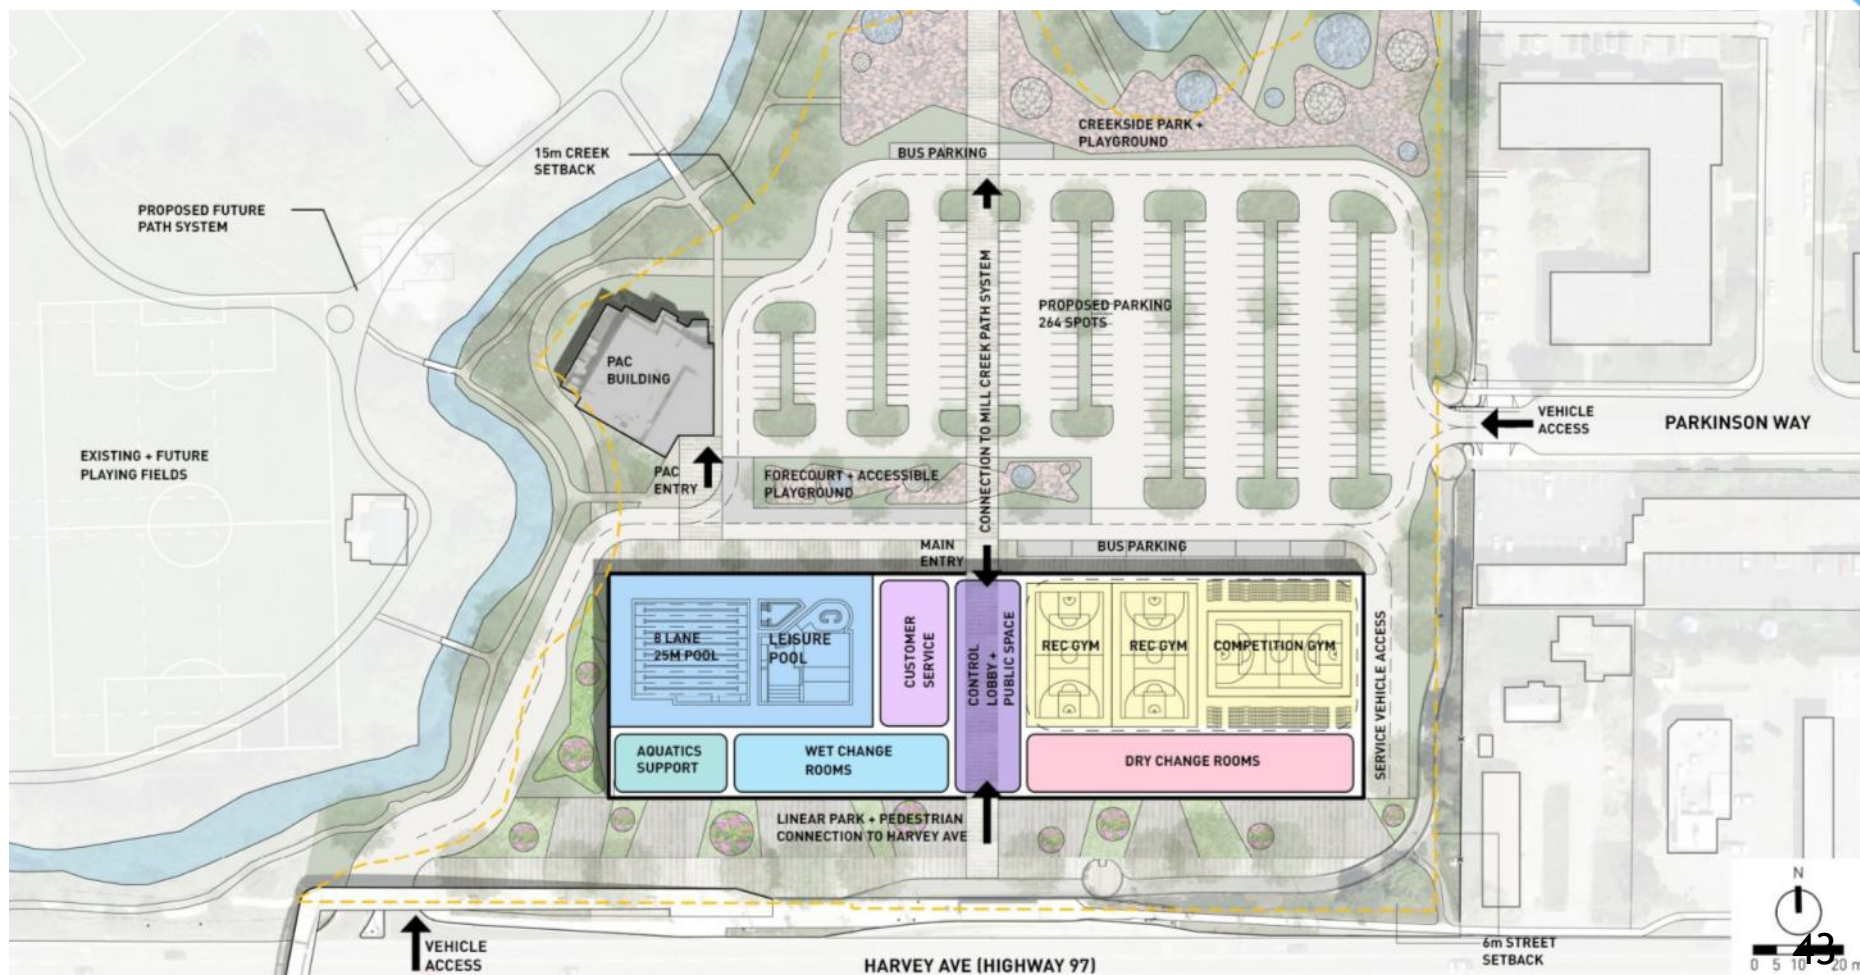 CREEKSIDE PARK +
PLAYGROUND
BUS PARKING
15m CREEK
SETBACK
PROPOSED FUTURE
PATH SYSTEM
CONNECTION TO MILL CREEK PATH SYSTEM
PROPOSED PARKING
264 SPOTS
PAC
BUILDING
VEHICLE
ACCESS
PARKINSON WAY
EXISTING + FUTURE
PLAYING FIELDS
PAC
ENTRY
FORECOURT + ACCESSIBLE
PLAYGROUND
MAIN
ENTRY
BUS PARKING
8 LANE
25M POOL
LEISURE
POOL
CUSTOMER
SERVICE
CONTROL
LOBBY +
PUBLIC SPACE
REC GYM
REC GYM
COMPETITION GYM
SERVICE VEHICLE ACCESS
AQUATICS
SUPPORT
WET CHANGE
ROOMS
DRY CHANGE ROOMS
LINEAR PARK + PEDESTRIAN
CONNECTION TO HARVEY AVE
N
VEHICLE
ACCESS
HARVEY AVE (HIGHWAY 97)
6m STREET
SETBACK
43
0 5 10 20 m